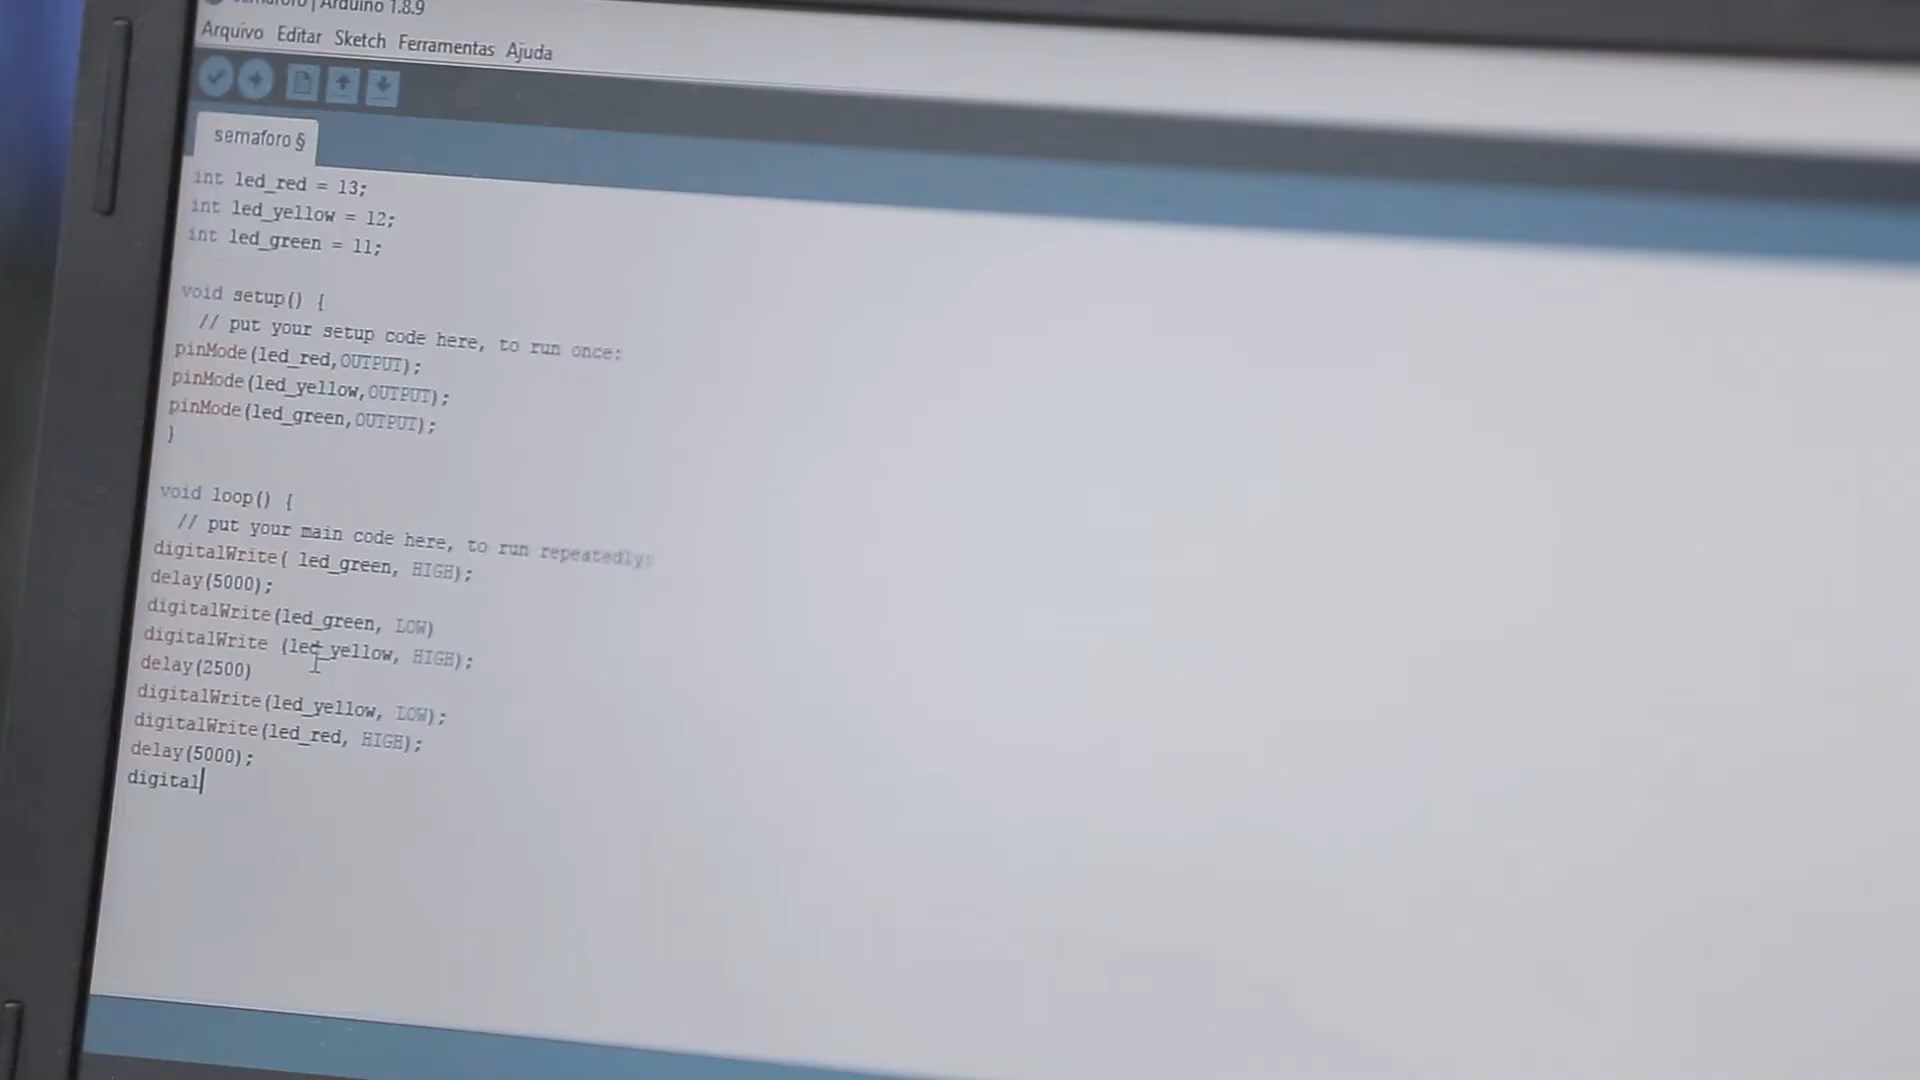 semaforo | Arduino 1.8.9
Arquivo Editar Sketch Ferramentas Ajuda
semaforo §
int led_red = 13;
int led_yellow = 12;
int led_green = 11;
void setup() {
// put your setup code here, to run once:
pinMode(led_red,OUTPUT);
pinMode(led_yellow,OUTPUT);
pinMode(led_green,OUTPUT);
}
void loop() {
// put your main code here, to run repeatedly:
digitalWrite( led_green, HIGH);
delay(5000);
digitalWrite(led_green, LOW)
digitalWrite (led_yellow, HIGH);
delay(2500)
digitalWrite(led_yellow, LOW);
digitalWrite(led_red, HIGH);
delay(5000);
digital